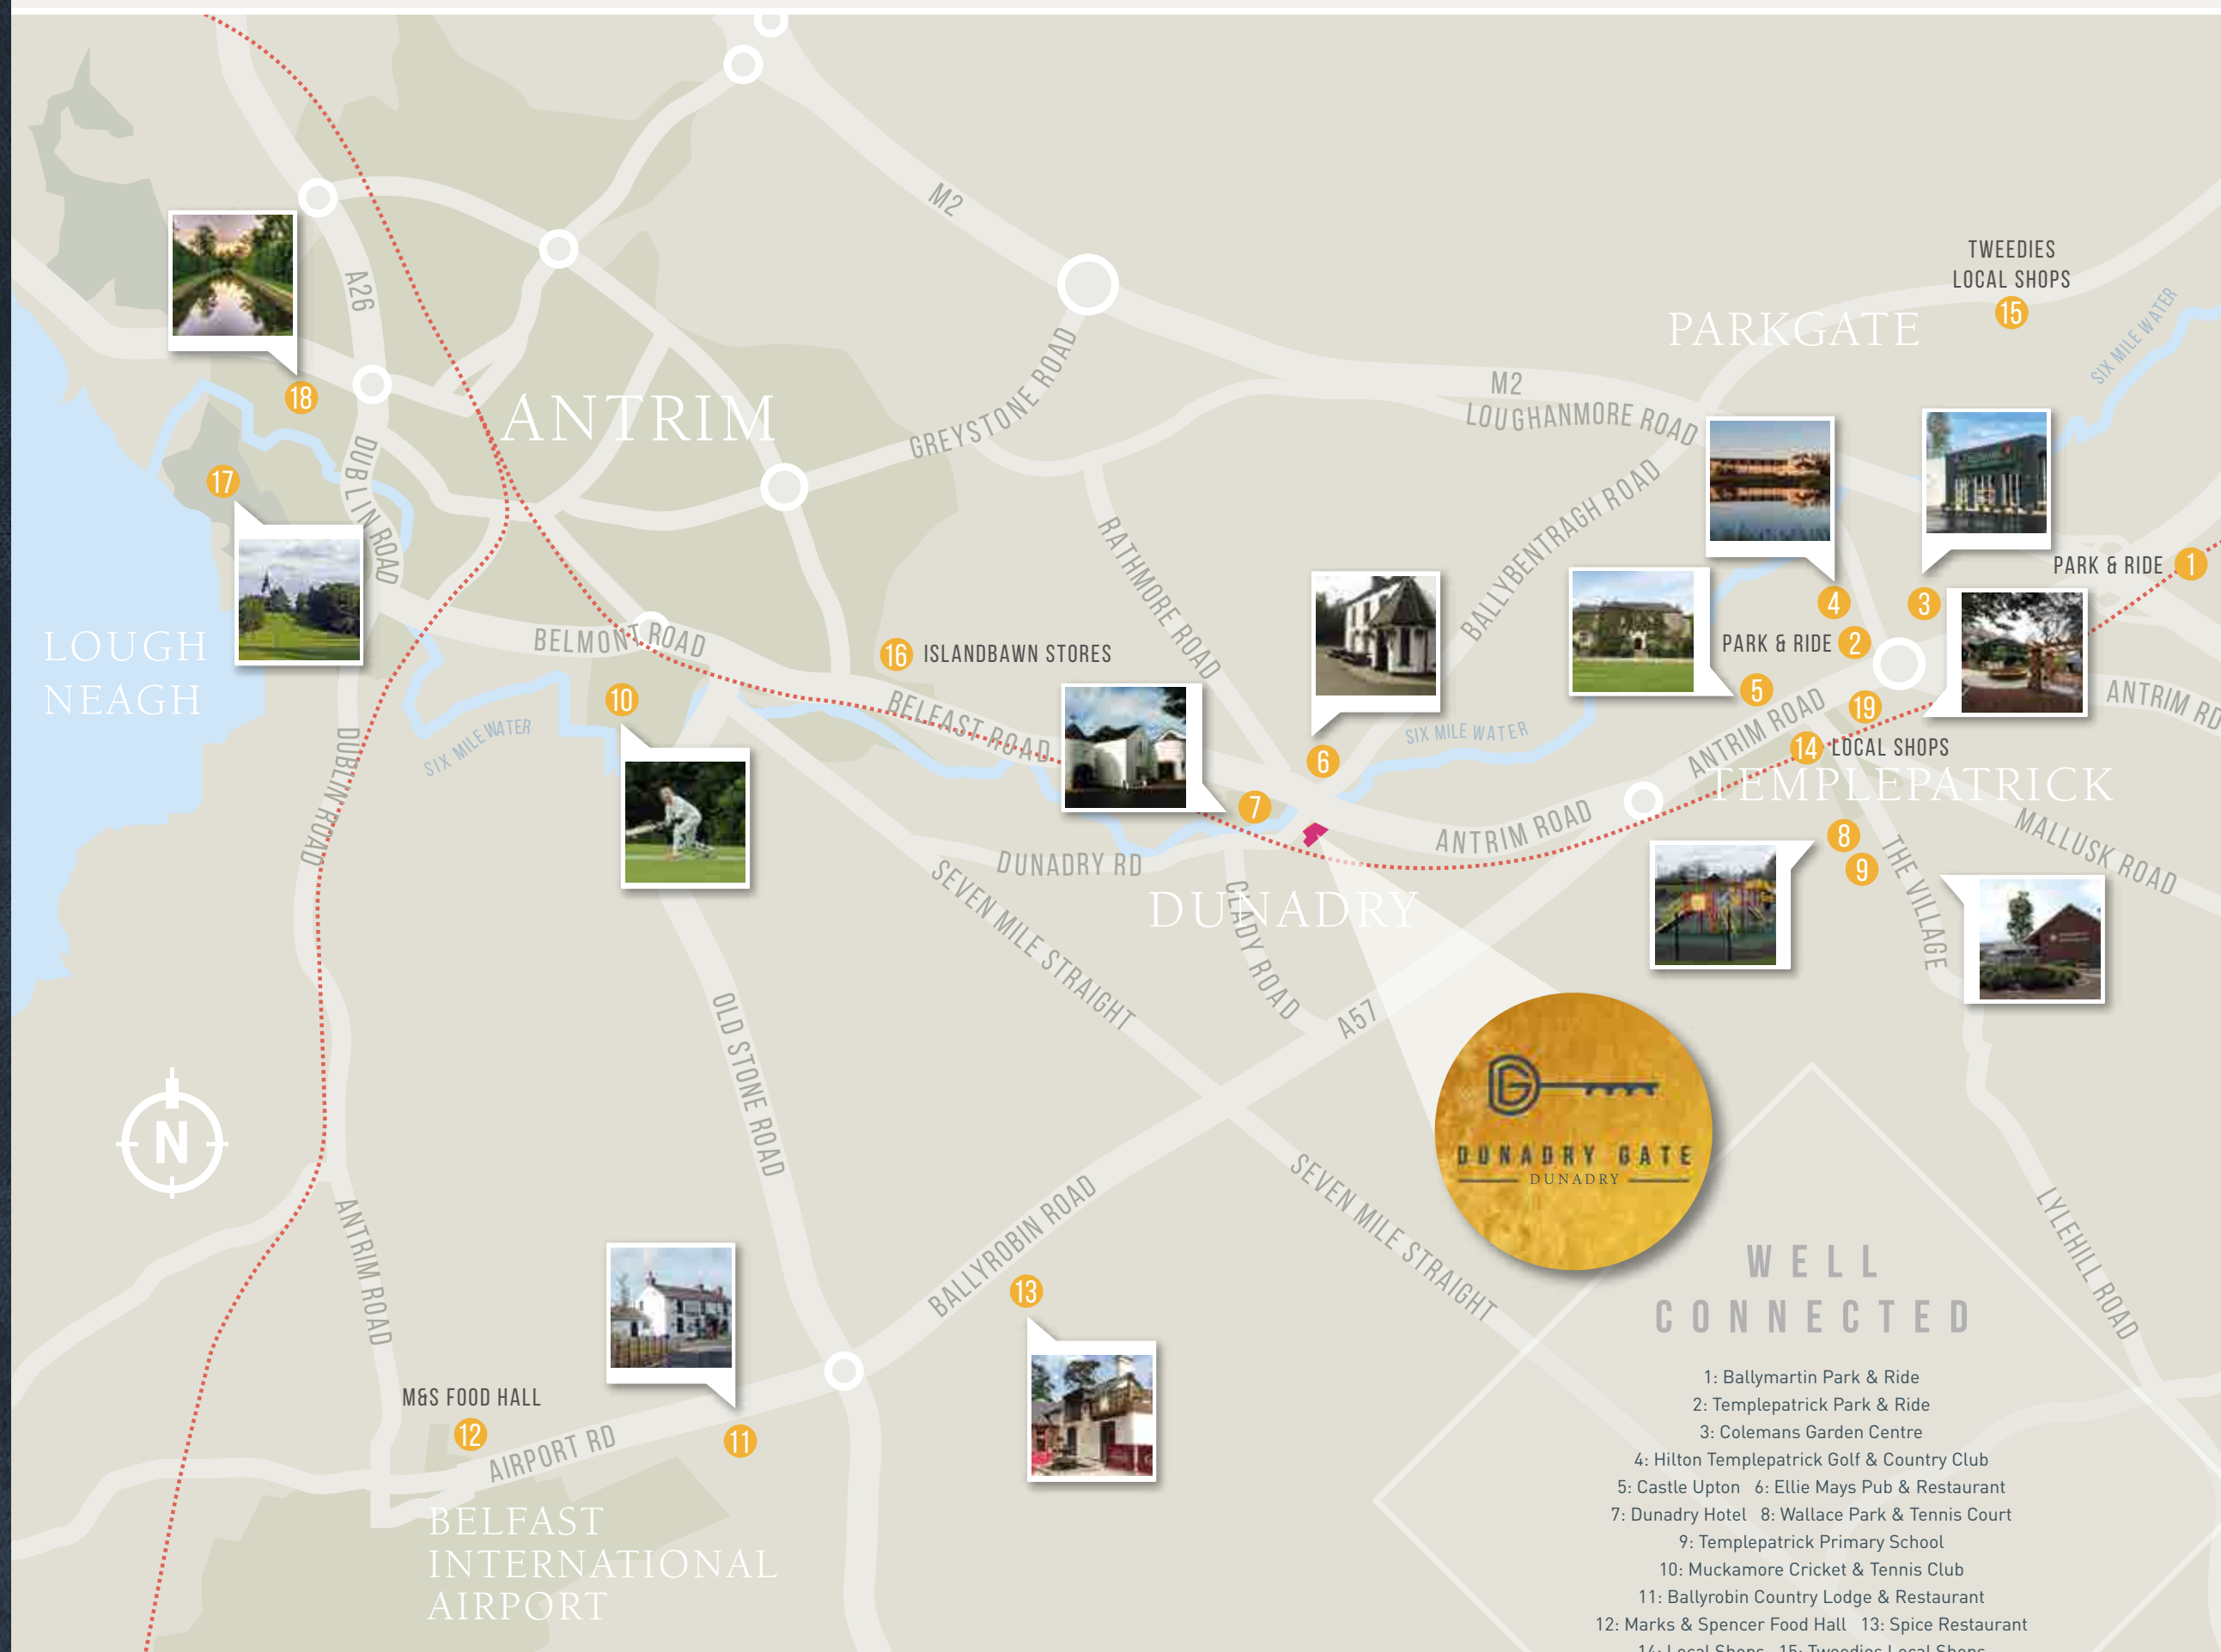 M2
TWEEDIES
LOCAL SHOPS
15
PARKGATE
SIX MILE WATER
A26
18
ANTRIM
GREYSTONE ROAD
M2
LOUGHANMORE ROAD
DUBLIN ROAD
17
RATHMORE ROAD
BALLYBENTRAGH ROAD
PARK & RIDE 1
4
3
LOUGH
NEAGH
BELMONT ROAD
16 ISLANDBAWN STORES
PARK & RIDE 2
5
19
ANTRIM RD
10
BELFAST ROAD
SIX MILE WATER
SIX MILE WATER
ANTRIM ROAD
14 LOCAL SHOPS
TEMPLEPATRICK
6
7
DUBLIN ROAD
ANTRIM ROAD
8
9
MALLUSK ROAD
THE VILLAGE
DUNADRY RD
DUNADRY
CLADY ROAD
SEVEN MILE STRAIGHT
A57
OLD STONE ROAD
N
DUNADRY GATE
DUNADRY
SEVEN MILE STRAIGHT
BALLYROBIN ROAD
LYLEHILL ROAD
ANTRIM ROAD
13
M&S FOOD HALL
12
AIRPORT RD
11
BELFAST
INTERNATIONAL
AIRPORT
WELL
CONNECTED
1: Ballymartin Park & Ride
2: Templepatrick Park & Ride
3: Colemans Garden Centre
4: Hilton Templepatrick Golf & Country Club
5: Castle Upton 6: Ellie Mays Pub & Restaurant
7: Dunadry Hotel 8: Wallace Park & Tennis Court
9: Templepatrick Primary School
10: Muckamore Cricket & Tennis Club
11: Ballyrobin Country Lodge & Restaurant
12: Marks & Spencer Food Hall 13: Spice Restaurant
14: Local Shops 15: Tweedies Local Shops